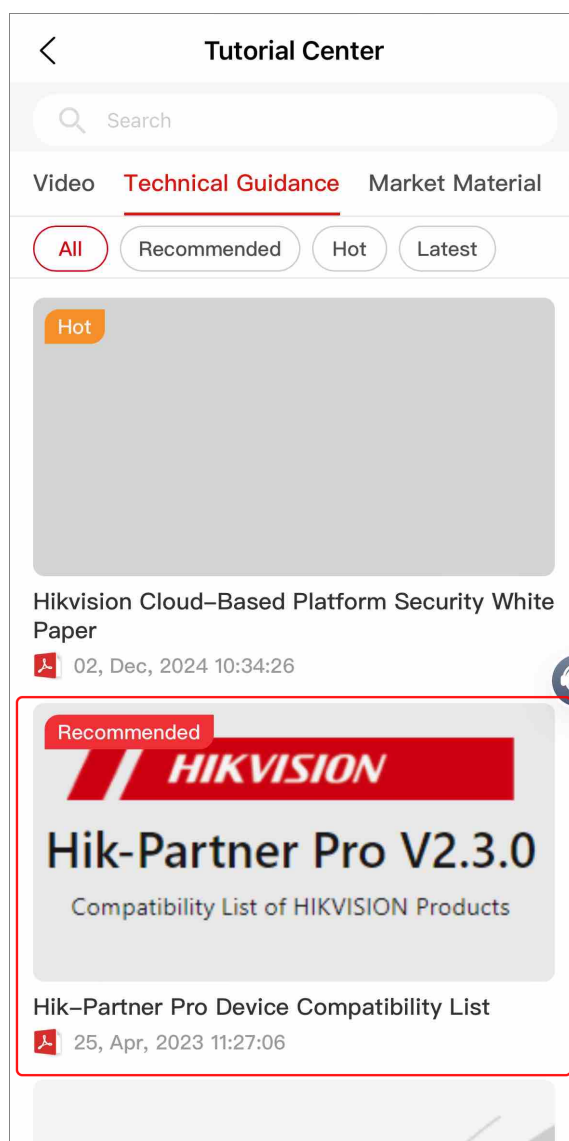 Tutorial Center
Search
Video Technical Guidance Market Material
All Recommended Hot Latest
Hot
Hikvision Cloud-Based Platform Security White
Paper
02, Dec, 2024 10:34:26
Recommended
HIKVISION
Hik-Partner Pro V2.3.0
Compatibility List of HIKVISION Products
Hik-Partner Pro Device Compatibility List
25, Apr, 2023 11:27:06